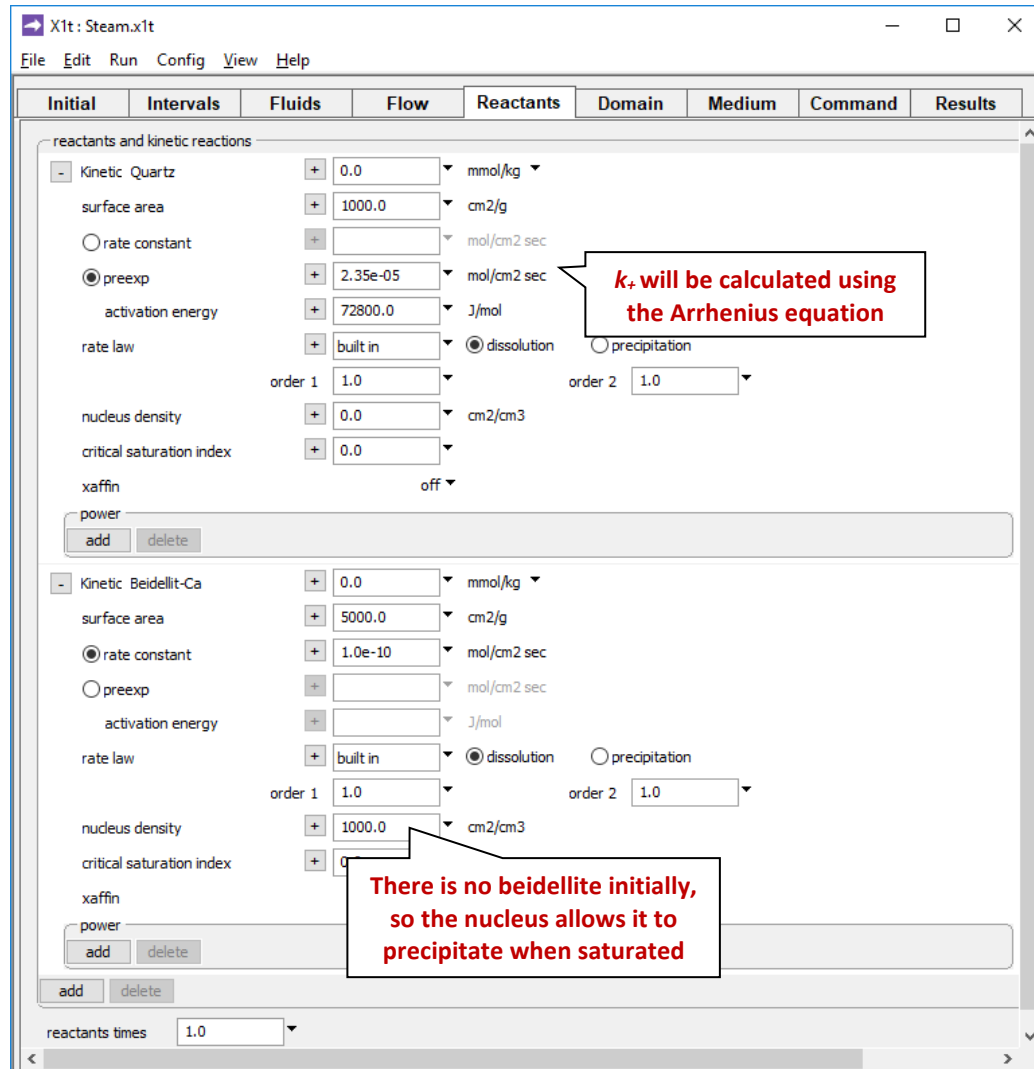 X1t : Steam.x1t
File Edit Run Config View Help
Initial Intervals Fluids Flow Reactants Domain Medium Command Results
reactants and kinetic reactions
- Kinetic Quartz + 0.0 mmol/kg
surface area + 1000.0 cm2/g
rate constant + mol/cm2 sec
preexp + 2.35e-05 mol/cm2 sec
k+ will be calculated using
the Arrhenius equation
activation energy + 72800.0 J/mol
rate law + built in dissolution precipitation
order 1 1.0 order 2 1.0
nucleus density + 0.0 cm2/cm3
critical saturation index + 0.0
xaffin off
power
add delete
- Kinetic Beidellit-Ca + 0.0 mmol/kg
surface area + 5000.0 cm2/g
rate constant + 1.0e-10 mol/cm2 sec
preexp + mol/cm2 sec
activation energy + J/mol
rate law + built in dissolution precipitation
order 1 1.0 order 2 1.0
nucleus density + 1000.0 cm2/cm3
critical saturation index +
There is no beidellite initially,
so the nucleus allows it to
precipitate when saturated
xaffin
power
add delete
add delete
reactants times 1.0